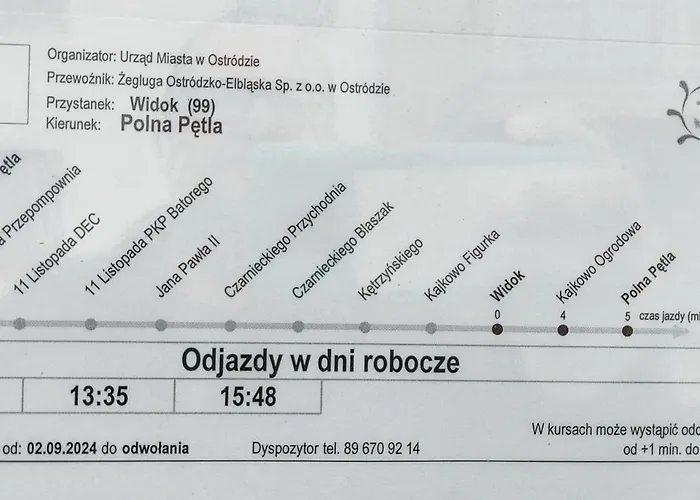 Organizator: Urząd Miasta w Ostródzie
Przewoźnik: Żegluga Ostródzko-Elbląska Sp. z o.o. w Ostródzie
Przystanek: Widok (99)
Kierunek: Polna Pętla
Przepompownia
11 Listopada DEC
11 Listopada PKP Batorego
Jana Pawła II
Czarnieckiego Przychodnia
Czarnieckiego Blaszak
Kętrzyńskiego
Kajkowo Figurka
Widok
Kajkowo Ogrodowa
Polna Pętla
0 4 5 czas jazdy
Odjazdy w dni robocze
13:35 15:48
W kursach może wystąpić
od: 02.09.2024 do odwołania Dyspozytor tel. 89 670 92 14 od +1 min. do